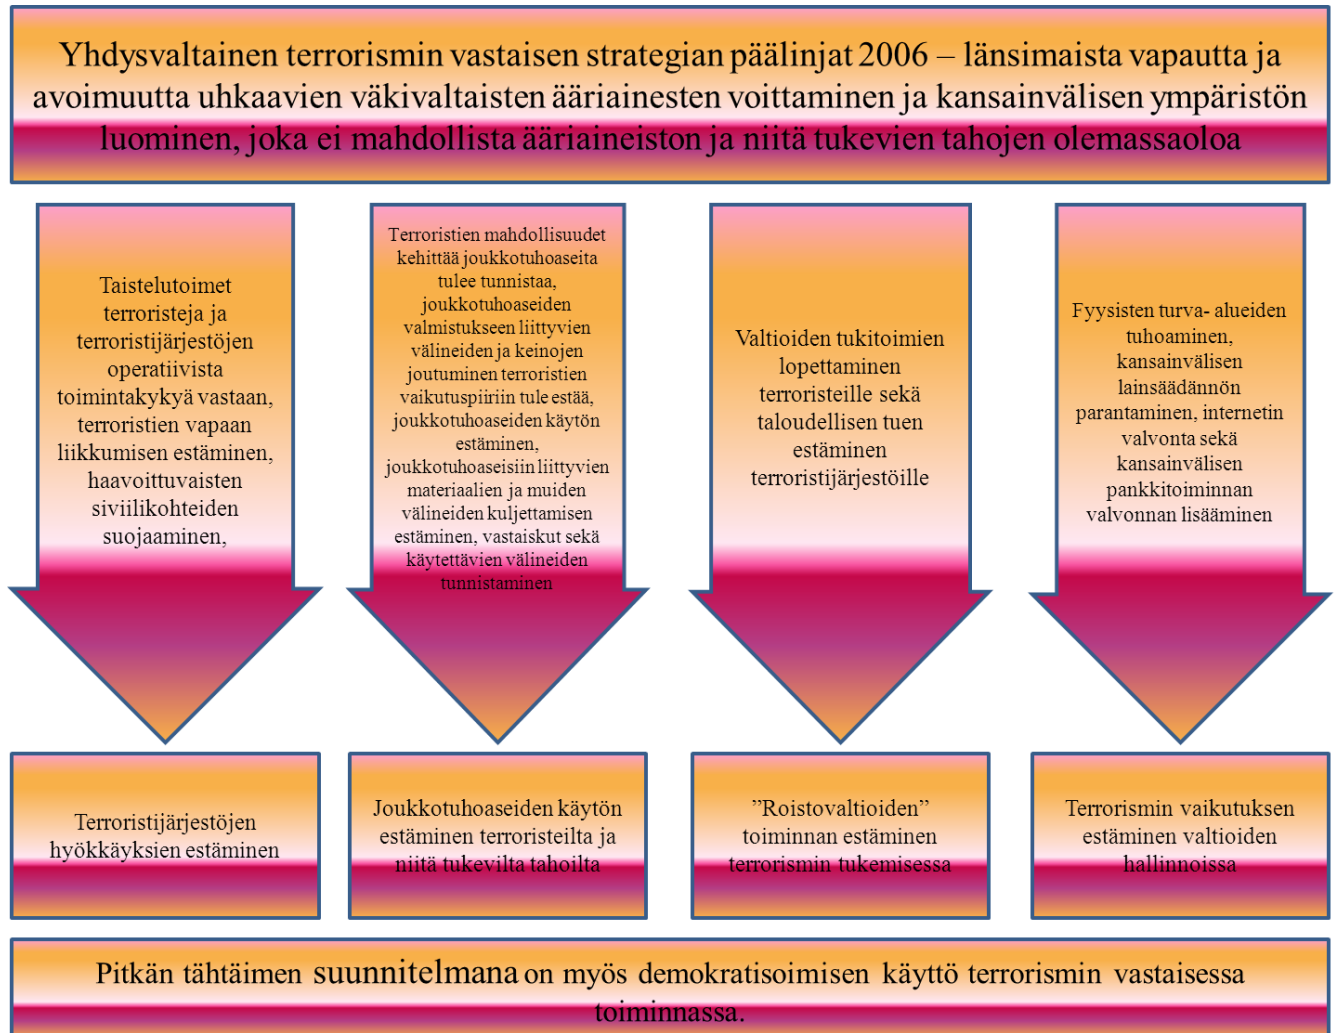 Yhdysvaltainen terrorismin vastaisen strategian päälinjat 2006 – länsimaista vapautta ja
avoimuutta uhkaavien väkivaltaisten ääriainesten voittaminen ja kansainvälisen ympäristön
luominen, joka ei mahdollista ääriaineiston ja niitä tukevien tahojen olemassaoloa
Taistelutoimet
terroristeja ja
terroristijärjestöjen
operatiivista
toimintakykyä vastaan,
terroristien vapaan
liikkumisen estäminen,
haavoittuvaisten
siviilikohteiden
suojaaminen,
Terroristien mahdollisuudet
kehittää joukkotuhoaseita
tulee tunnistaa,
joukkotuhoaseiden
valmistukseen liittyvien
välineiden ja keinojen
joutuminen terroristien
vaikutuspiiriin tule estää,
joukkotuhoaseiden käytön
estäminen,
joukkotuhoaseisiin liittyvien
materiaalien ja muiden
välineiden kuljettamisen
estäminen, vastaiskut sekä
käytettävien välineiden
tunnistaminen
Valtioiden tukitoimien
lopettaminen
terroristeille sekä
taloudellisen tuen
estäminen
terroristijärjestöille
Fyysisten turva- alueiden
tuhoaminen,
kansainvälisen
lainsäädännön
parantaminen, internetin
valvonta sekä
kansainvälisen
pankkitoiminnan
valvonnan lisääminen
Terroristijärjestöjen
hyökkäyksien estäminen
Joukkotuhoaseiden käytön
estäminen terroristeilta ja
niitä tukevilta tahoilta
”Roistovaltioiden”
toiminnan estäminen
terrorismin tukemisessa
Terrorismin vaikutuksen
estäminen valtioiden
hallinnoissa
Pitkän tähtäimen suunnitelmana on myös demokratisoimisen käyttö terrorismin vastaisessa
toiminnassa.